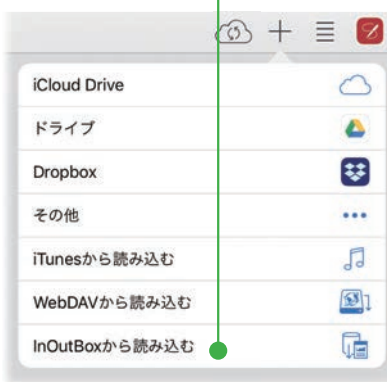 iCloud Drive
ドライブ
Dropbox
その他
iTunesから読み込む
WebDAVから読み込む
InOutBoxから読み込む